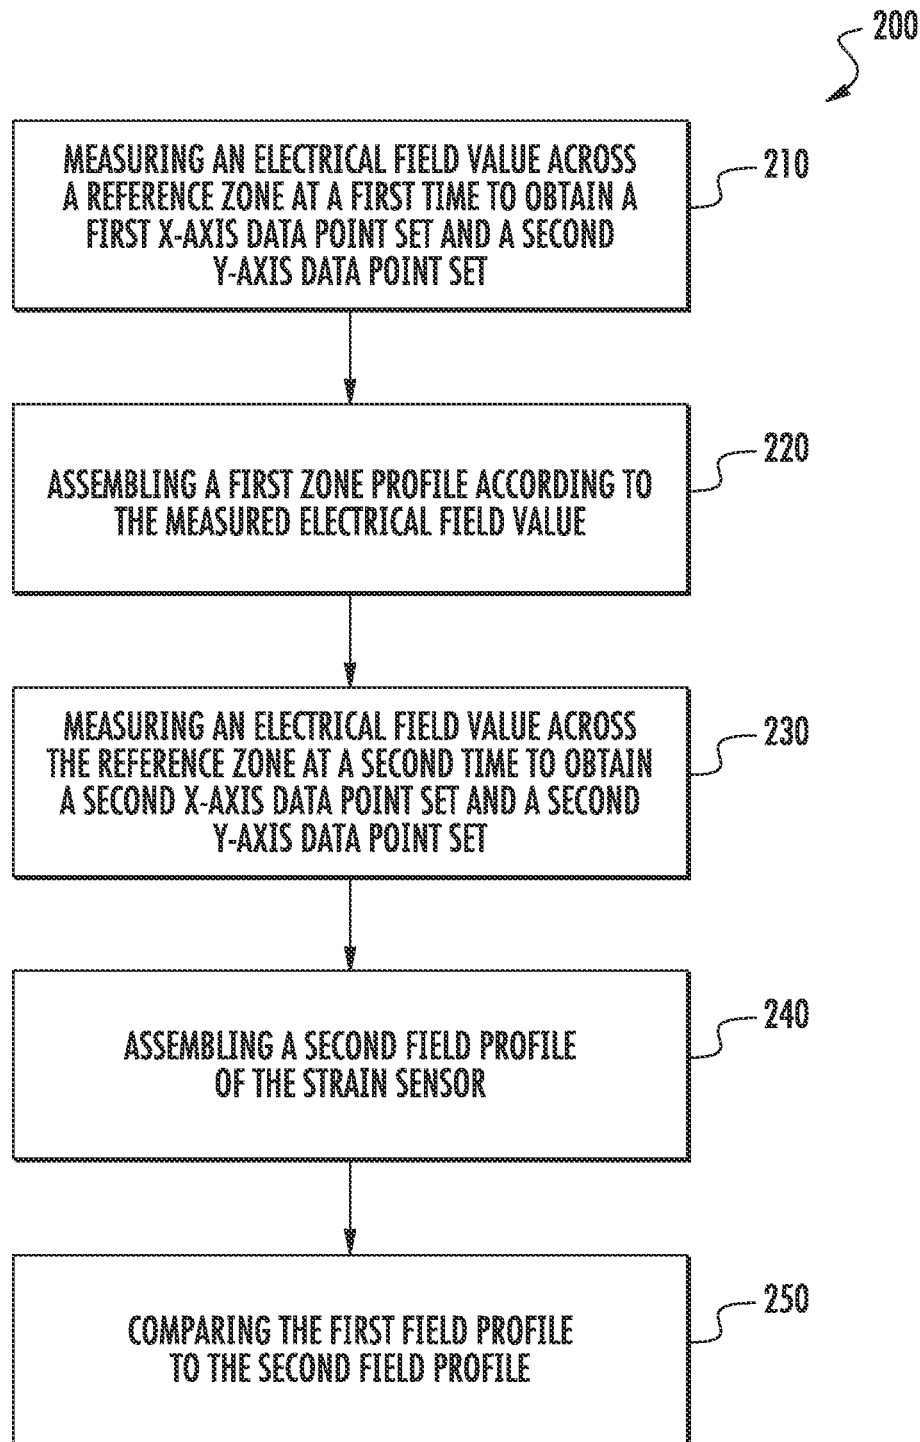 200
MEASURING AN ELECTRICAL FIELD VALUE ACROSS
A REFERENCE ZONE AT A FIRST TIME TO OBTAIN A
FIRST X-AXIS DATA POINT SET AND A SECOND
Y-AXIS DATA POINT SET
210
ASSEMBLING A FIRST ZONE PROFILE ACCORDING TO
THE MEASURED ELECTRICAL FIELD VALUE
220
MEASURING AN ELECTRICAL FIELD VALUE ACROSS
THE REFERENCE ZONE AT A SECOND TIME TO OBTAIN
A SECOND X-AXIS DATA POINT SET AND A SECOND
Y-AXIS DATA POINT SET
230
ASSEMBLING A SECOND FIELD PROFILE
OF THE STRAIN SENSOR
240
COMPARING THE FIRST FIELD PROFILE
TO THE SECOND FIELD PROFILE
250